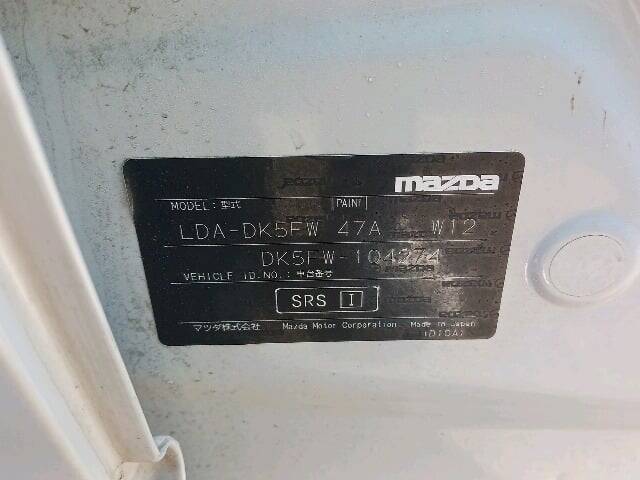 mazda
MODEL: 型式 PAINT
LDA-DK5FW 47A W12
DK5FW-104274
VEHICLE ID.NO.: 車台番号
SRS I
マツダ株式会社 Mazda Motor Corporation Made in Japan